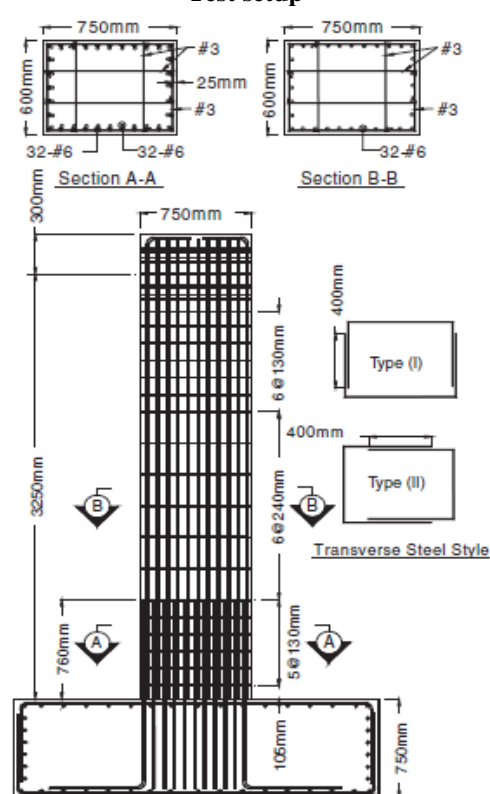 Test setup
750mm
#3
25mm
#3
600mm
32-#6
32-#6
Section A-A
750mm
#3
#3
600mm
32-#6
Section B-B
300mm
750mm
3250mm
6@130mm
6@240mm
5@130mm
B
B
760mm
A
A
105mm
750mm
400mm
Type (I)
400mm
Type (II)
Transverse Steel Style